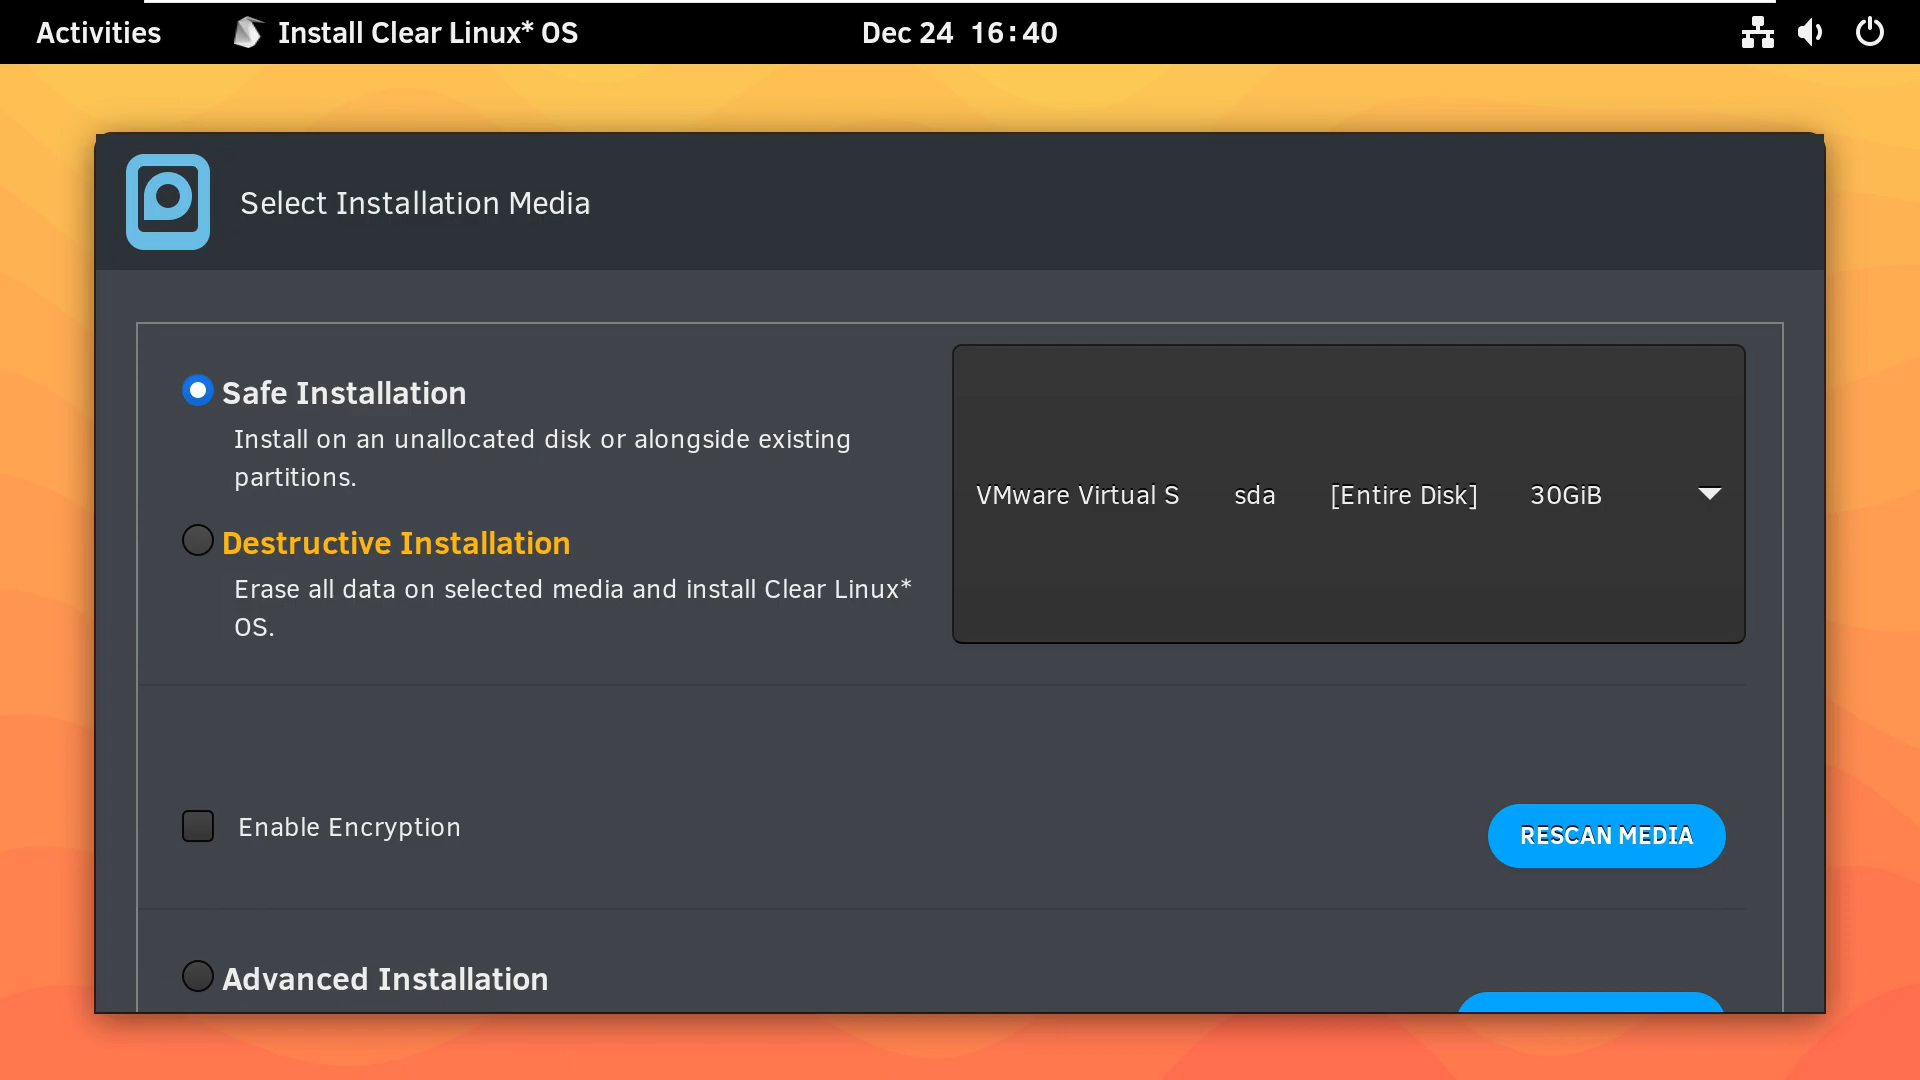 Activities Install Clear Linux* OS Dec 24 16:40
Select Installation Media
Safe Installation
Install on an unallocated disk or alongside existing
partitions.
VMware Virtual S sda [Entire Disk] 30GiB
Destructive Installation
Erase all data on selected media and install Clear Linux*
OS.
Enable Encryption
RESCAN MEDIA
Advanced Installation